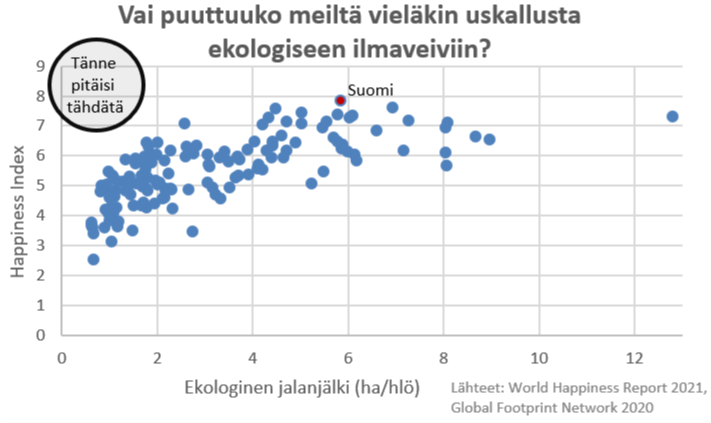 Vai puuttuuko meiltä vieläkin uskallusta
ekologiseen ilmaveiviin?
Tänne
pitäisi
tähdätä
Suomi
Happiness Index
9
8
7
6
5
4
3
2
1
0
0 2 4 6 8 10 12
Ekologinen jalanjälki (ha/hlö)
Lähteet: World Happiness Report 2021,
Global Footprint Network 2020